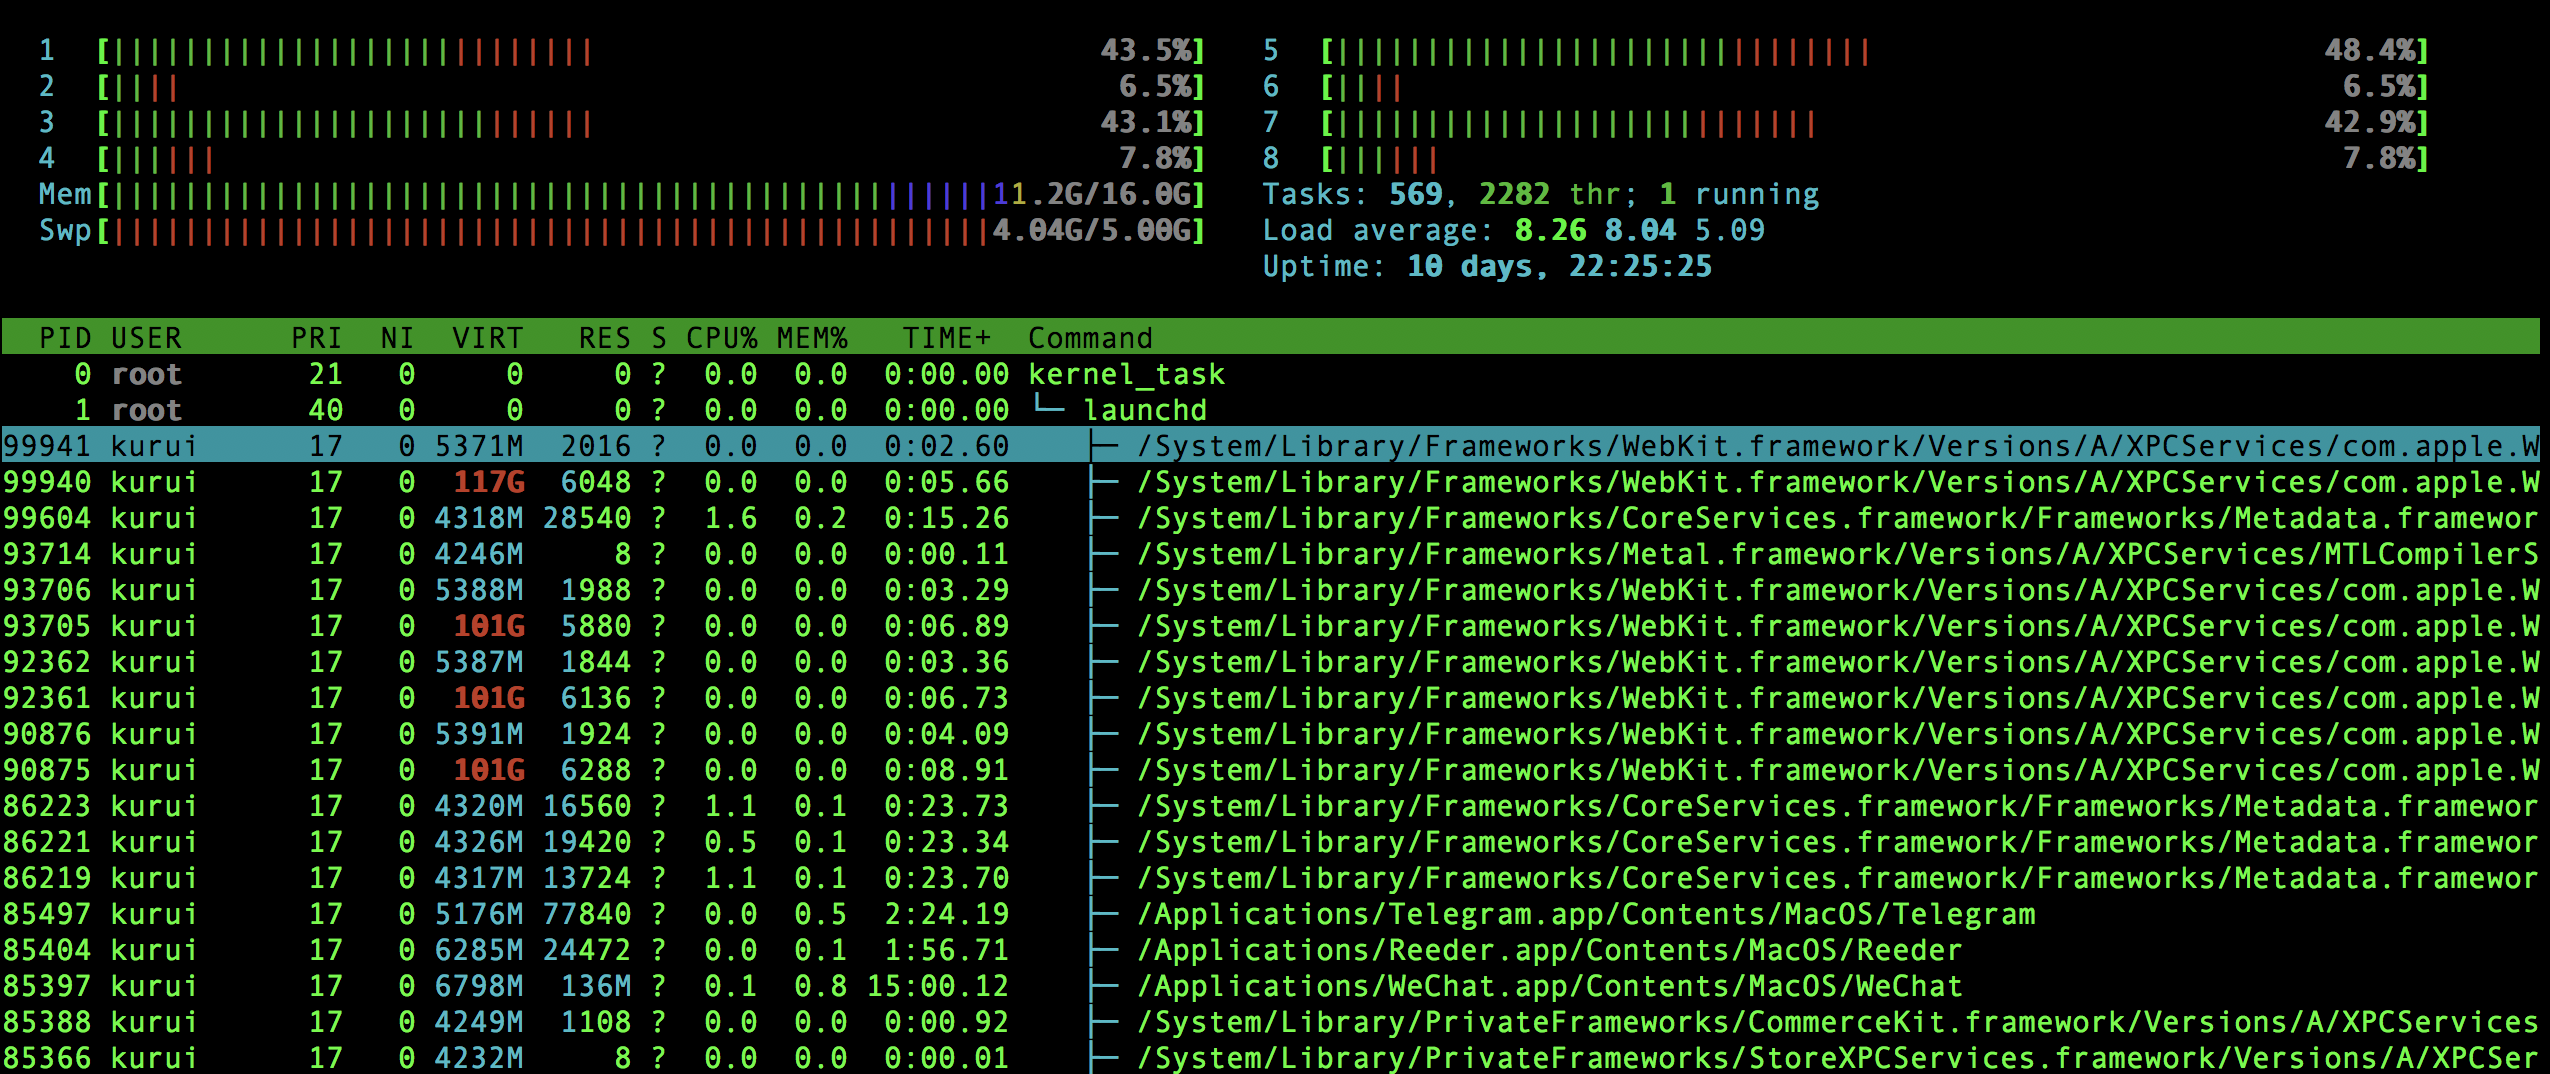 1 [||||||||||||||||||||||||||| 43.5%] 5 [|||||||||||||||||||||||||||||| 48.4%]
2 [|||| 6.5%] 6 [|||| 6.5%]
3 [||||||||||||||||||||||||||| 43.1%] 7 [||||||||||||||||||||||||||| 42.9%]
4 [|||||| 7.8%] 8 [|||||| 7.8%]
Mem[|||||||||||||||||||||||||||||||||||||||||||||||||11.2G/16.0G] Tasks: 569, 2282 thr; 1 running
Swp[|||||||||||||||||||||||||||||||||||||||||||||||||4.04G/5.00G] Load average: 8.26 8.04 5.09
Uptime: 10 days, 22:25:25
PID USER PRI NI VIRT RES S CPU% MEM% TIME+ Command
0 root 21 0 0 0 ? 0.0 0.0 0:00.00 kernel_task
1 root 40 0 0 0 ? 0.0 0.0 0:00.00 └─ launchd
99941 kurui 17 0 5371M 2016 ? 0.0 0.0 0:02.60 ├─ /System/Library/Frameworks/WebKit.framework/Versions/A/XPCServices/com.apple.W
99940 kurui 17 0 117G 6048 ? 0.0 0.0 0:05.66 ├─ /System/Library/Frameworks/WebKit.framework/Versions/A/XPCServices/com.apple.W
99604 kurui 17 0 4318M 28540 ? 1.6 0.2 0:15.26 ├─ /System/Library/Frameworks/CoreServices.framework/Frameworks/Metadata.framewor
93714 kurui 17 0 4246M 8 ? 0.0 0.0 0:00.11 ├─ /System/Library/Frameworks/Metal.framework/Versions/A/XPCServices/MTLCompilerS
93706 kurui 17 0 5388M 1988 ? 0.0 0.0 0:03.29 ├─ /System/Library/Frameworks/WebKit.framework/Versions/A/XPCServices/com.apple.W
93705 kurui 17 0 101G 5880 ? 0.0 0.0 0:06.89 ├─ /System/Library/Frameworks/WebKit.framework/Versions/A/XPCServices/com.apple.W
92362 kurui 17 0 5387M 1844 ? 0.0 0.0 0:03.36 ├─ /System/Library/Frameworks/WebKit.framework/Versions/A/XPCServices/com.apple.W
92361 kurui 17 0 101G 6136 ? 0.0 0.0 0:06.73 ├─ /System/Library/Frameworks/WebKit.framework/Versions/A/XPCServices/com.apple.W
90876 kurui 17 0 5391M 1924 ? 0.0 0.0 0:04.09 ├─ /System/Library/Frameworks/WebKit.framework/Versions/A/XPCServices/com.apple.W
90875 kurui 17 0 101G 6288 ? 0.0 0.0 0:08.91 ├─ /System/Library/Frameworks/WebKit.framework/Versions/A/XPCServices/com.apple.W
86223 kurui 17 0 4320M 16560 ? 1.1 0.1 0:23.73 ├─ /System/Library/Frameworks/CoreServices.framework/Frameworks/Metadata.framewor
86221 kurui 17 0 4326M 19420 ? 0.5 0.1 0:23.34 ├─ /System/Library/Frameworks/CoreServices.framework/Frameworks/Metadata.framewor
86219 kurui 17 0 4317M 13724 ? 1.1 0.1 0:23.70 ├─ /System/Library/Frameworks/CoreServices.framework/Frameworks/Metadata.framewor
85497 kurui 17 0 5176M 77840 ? 0.0 0.5 2:24.19 ├─ /Applications/Telegram.app/Contents/MacOS/Telegram
85404 kurui 17 0 6285M 24472 ? 0.0 0.1 1:56.71 ├─ /Applications/Reeder.app/Contents/MacOS/Reeder
85397 kurui 17 0 6798M 136M ? 0.1 0.8 15:00.12 ├─ /Applications/WeChat.app/Contents/MacOS/WeChat
85388 kurui 17 0 4249M 1108 ? 0.0 0.0 0:00.92 ├─ /System/Library/PrivateFrameworks/CommerceKit.framework/Versions/A/XPCServices
85366 kurui 17 0 4232M 8 ? 0.0 0.0 0:00.01 ├─ /System/Library/PrivateFrameworks/StoreXPCServices.framework/Versions/A/XPCSer